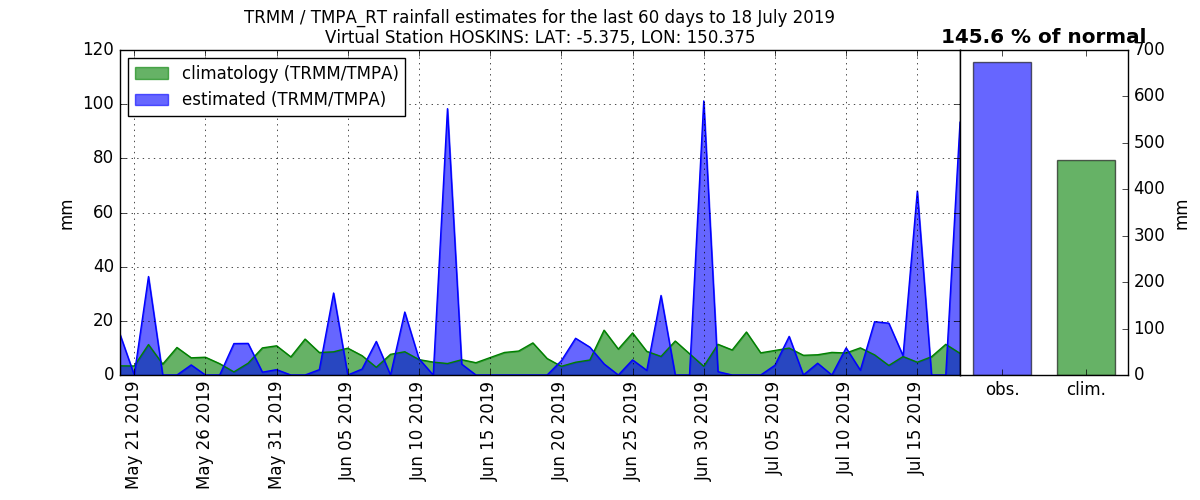 TRMM / TMPA_RT rainfall estimates for the last 60 days to 18 July 2019
Virtual Station HOSKINS: LAT: -5.375, LON: 150.375
145.6 % of normal
climatology (TRMM/TMPA)
estimated (TRMM/TMPA)
120
100
80
60
40
20
0
mm
700
600
500
400
300
200
100
0
mm
obs.
clim.
May 21 2019
May 26 2019
May 31 2019
Jun 05 2019
Jun 10 2019
Jun 15 2019
Jun 20 2019
Jun 25 2019
Jun 30 2019
Jul 05 2019
Jul 10 2019
Jul 15 2019